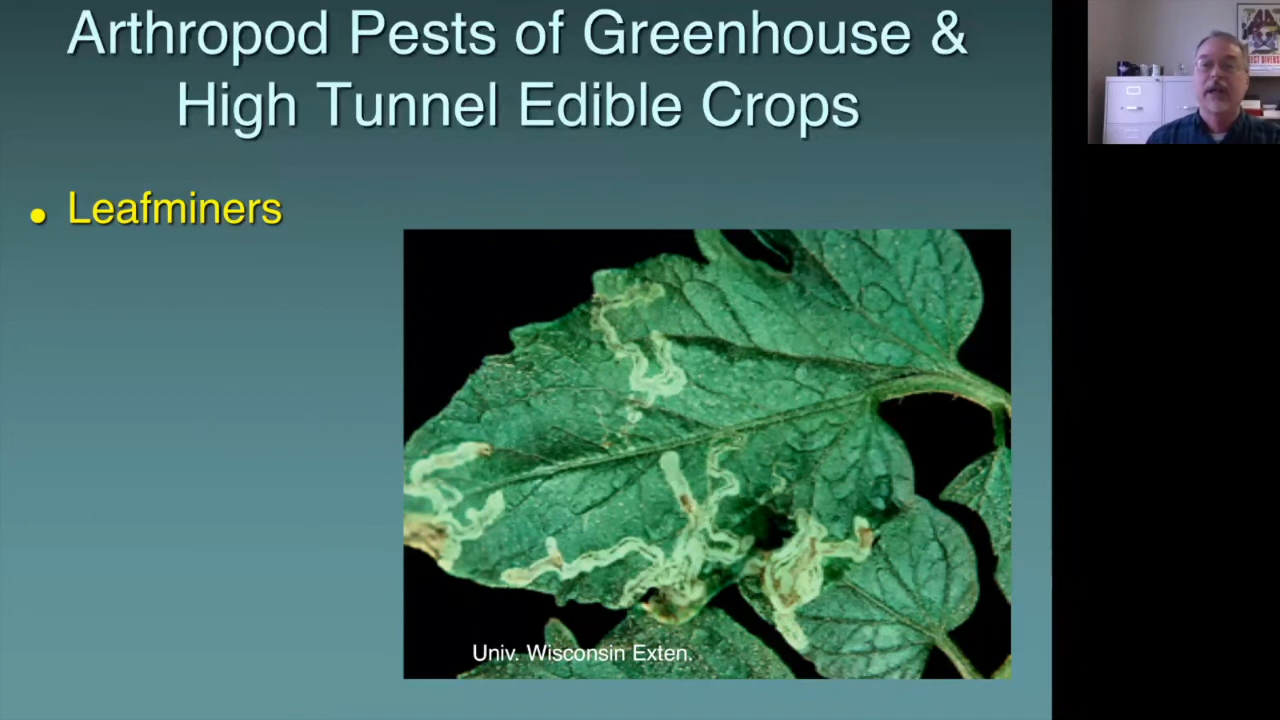 Arthropod Pests of Greenhouse &
High Tunnel Edible Crops
• Leafminers
Univ. Wisconsin Exten.